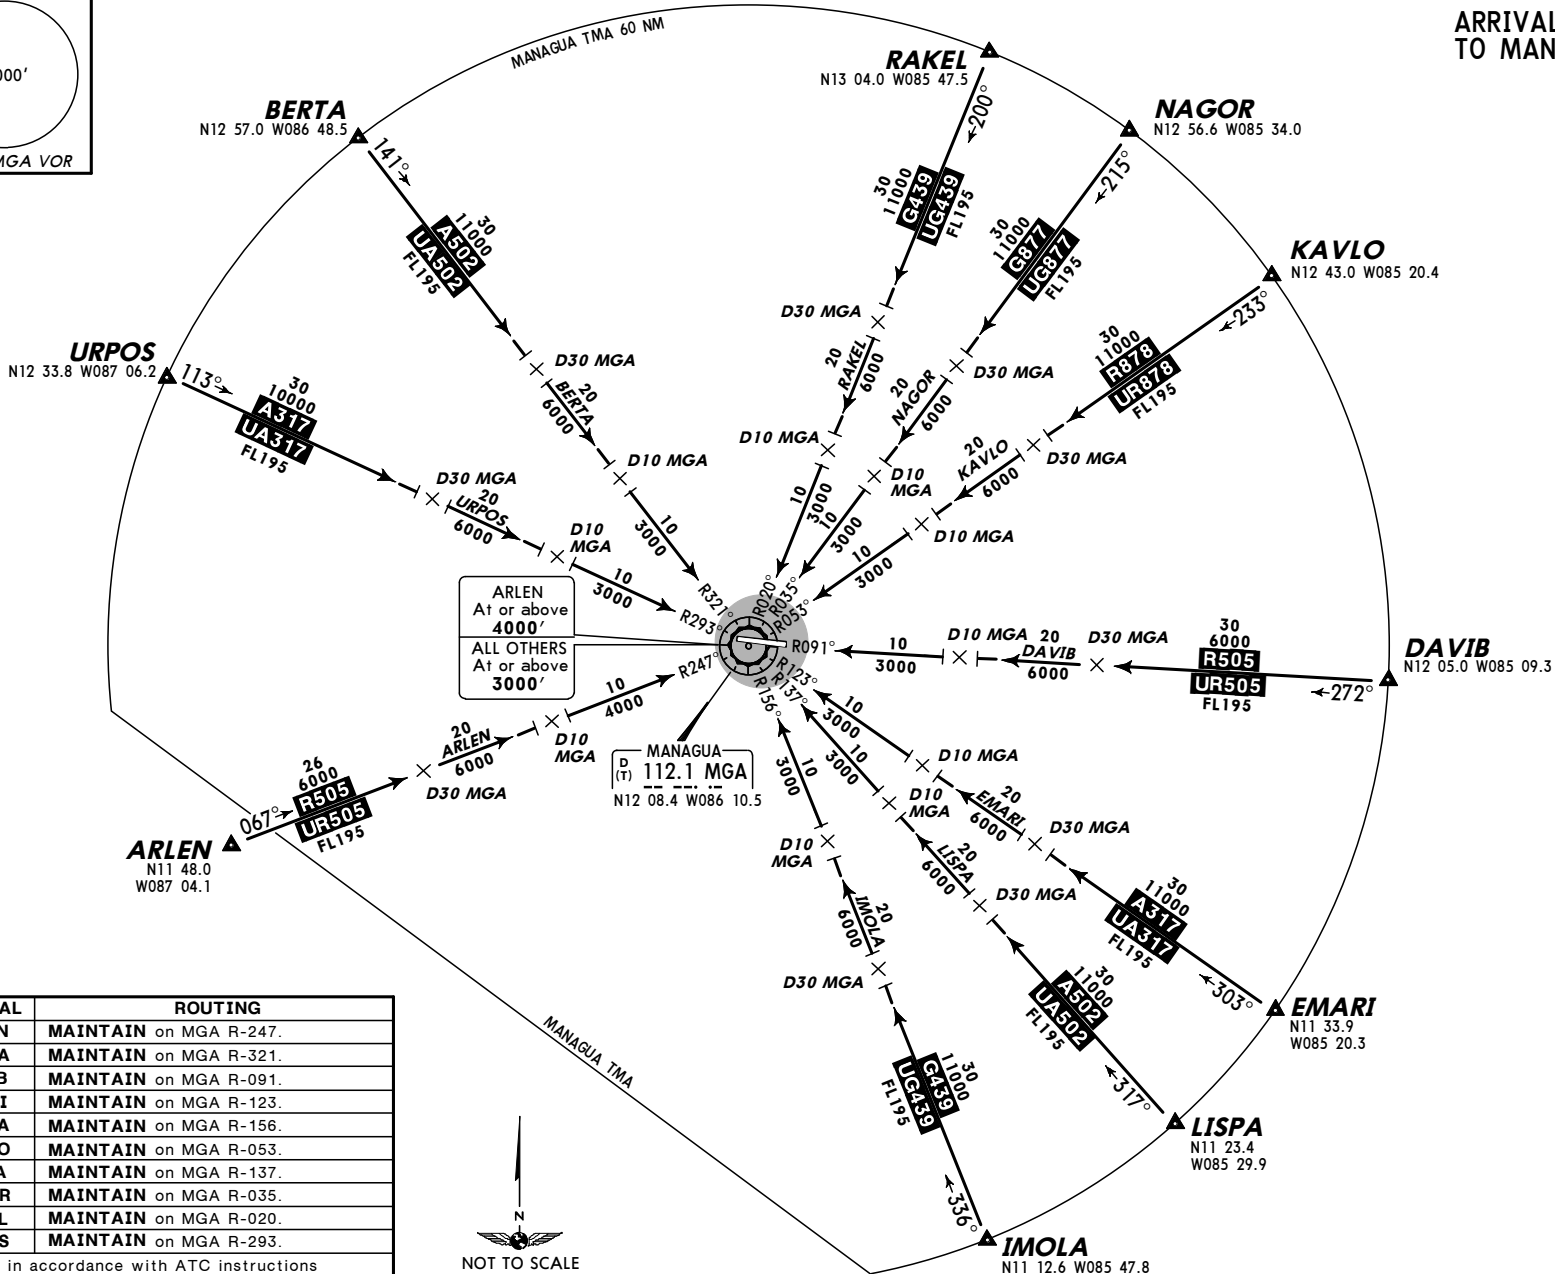 ARRIVAL
TO MAN
000'
MGA VOR
MANAGUA TMA 60 NM
RAKEL
N13 04.0 W085 47.5
200°
30
11000
G439
UG439
FL195
D30 MGA
20
RAKEL
6000
D10 MGA
10
3000
R020°
NAGOR
N12 56.6 W085 34.0
215°
30
11000
G877
UG877
FL195
D30 MGA
20
NAGOR
6000
D10
MGA
10
3000
R035°
KAVLO
N12 43.0 W085 20.4
233°
30
11000
R878
UR878
FL195
D30 MGA
20
KAVLO
6000
D10 MGA
10
3000
R053°
BERTA
N12 57.0 W086 48.5
141°
30
11000
A502
UA502
FL195
D30 MGA
20
BERTA
6000
D10 MGA
10
3000
R321°
URPOS
N12 33.8 W087 06.2
113°
30
10000
A317
UA317
FL195
D30 MGA
20
URPOS
6000
D10
MGA
10
3000
R293°
ARLEN
At or above
4000'
ALL OTHERS
At or above
3000'
DAVIB
N12 05.0 W085 09.3
272°
30
6000
R505
UR505
FL195
D30 MGA
20
DAVIB
6000
D10 MGA
10
3000
R091°
ARLEN
N11 48.0
W087 04.1
067°
26
6000
R505
UR505
FL195
D30 MGA
20
ARLEN
6000
D10
MGA
10
4000
R247°
MANAGUA
D
(T) 112.1 MGA
N12 08.4 W086 10.5
EMARI
N11 33.9
W085 20.3
303°
30
11000
A317
UA317
FL195
D30 MGA
20
EMARI
6000
D10 MGA
10
3000
R123°
LISPA
N11 23.4
W085 29.9
317°
30
11000
A502
UA502
FL195
D30 MGA
20
LISPA
6000
D10
MGA
10
3000
R137°
IMOLA
N11 12.6 W085 47.8
336°
30
11000
G439
UG439
FL195
D30 MGA
20
IMOLA
6000
D10
MGA
10
3000
R156°
MANAGUA TMA
AL ROUTING
N MAINTAIN on MGA R-247.
A MAINTAIN on MGA R-321.
B MAINTAIN on MGA R-091.
I MAINTAIN on MGA R-123.
A MAINTAIN on MGA R-156.
O MAINTAIN on MGA R-053.
A MAINTAIN on MGA R-137.
R MAINTAIN on MGA R-035.
L MAINTAIN on MGA R-020.
S MAINTAIN on MGA R-293.
in accordance with ATC instructions
N
NOT TO SCALE